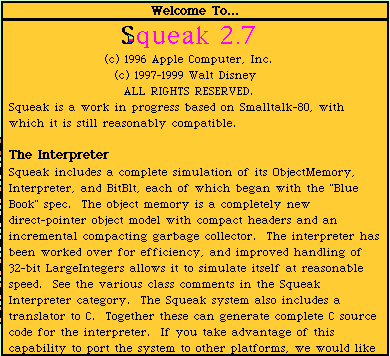 Welcome To...
Squeak 2.7
(c) 1996 Apple Computer, Inc.
(c) 1997-1999 Walt Disney
ALL RIGHTS RESERVED.
Squeak is a work in progress based on Smalltalk-80, with
which it is still reasonably compatible.
The Interpreter
Squeak includes a complete simulation of its ObjectMemory,
Interpreter, and BitBlt, each of which began with the "Blue
Book" spec.  The object memory is a completely new
direct-pointer object model with compact headers and an
incremental compacting garbage collector.  The interpreter has
been worked over for efficiency, and improved handling of
32-bit LargeIntegers allows it to simulate itself at reasonable
speed.  See the various class comments in the Squeak
Interpreter category.  The Squeak system also includes a
translator to C.  Together these can generate complete C source
code for the interpreter.  If you take advantage of this
capability to port the system to other platforms, we would like